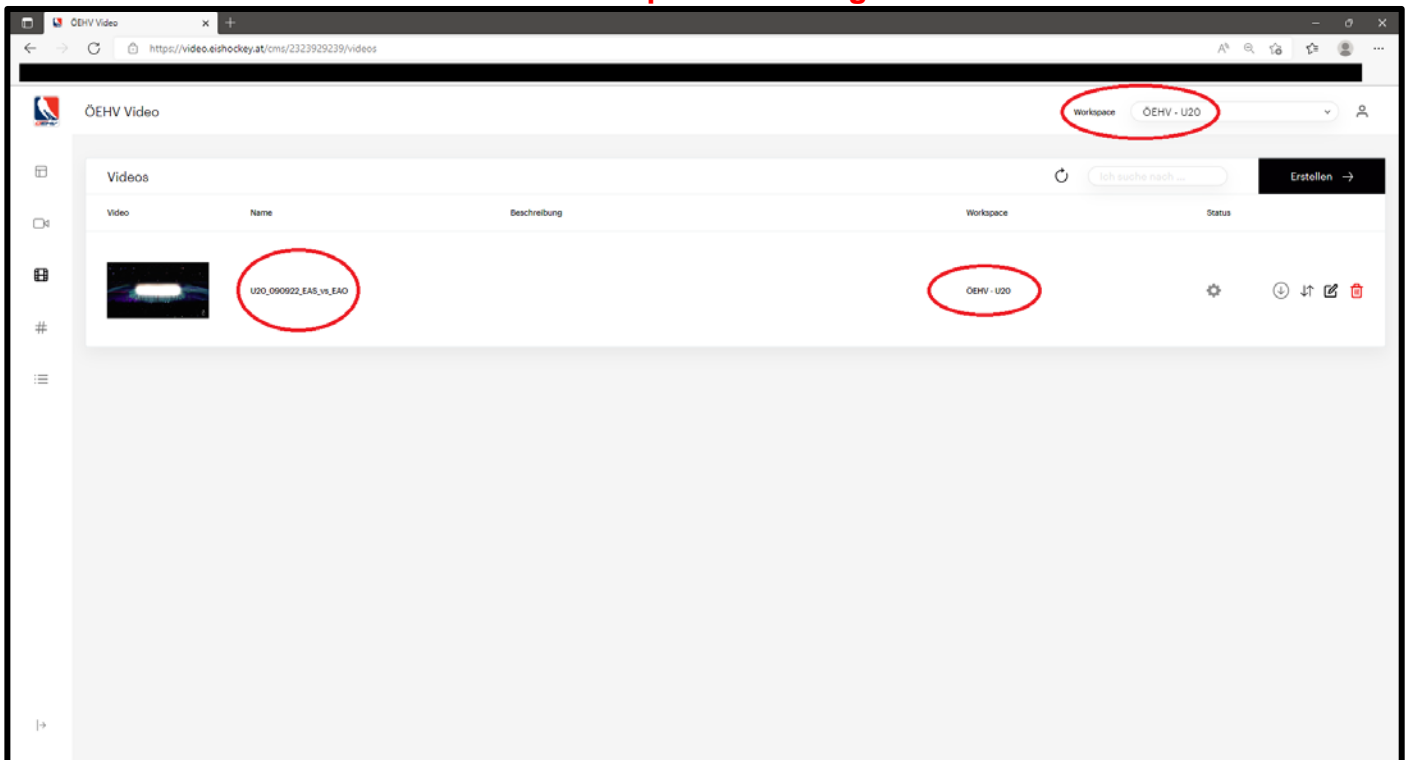 ÖEHV Video
https://video.eishockey.at/cms/2323929239/videos
ÖEHV Video
Workspace ÖEHV - U20
Videos
Ich suche nach ...
Erstellen →
Video Name Beschreibung Workspace Status
U20_090922_EAS_vs_EAO ÖEHV - U20